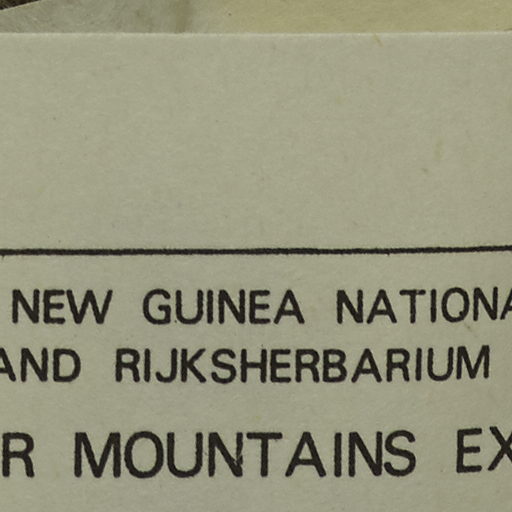 NEW GUINEA NATIONA
AND RIJKSHERBARIUM
R MOUNTAINS EX